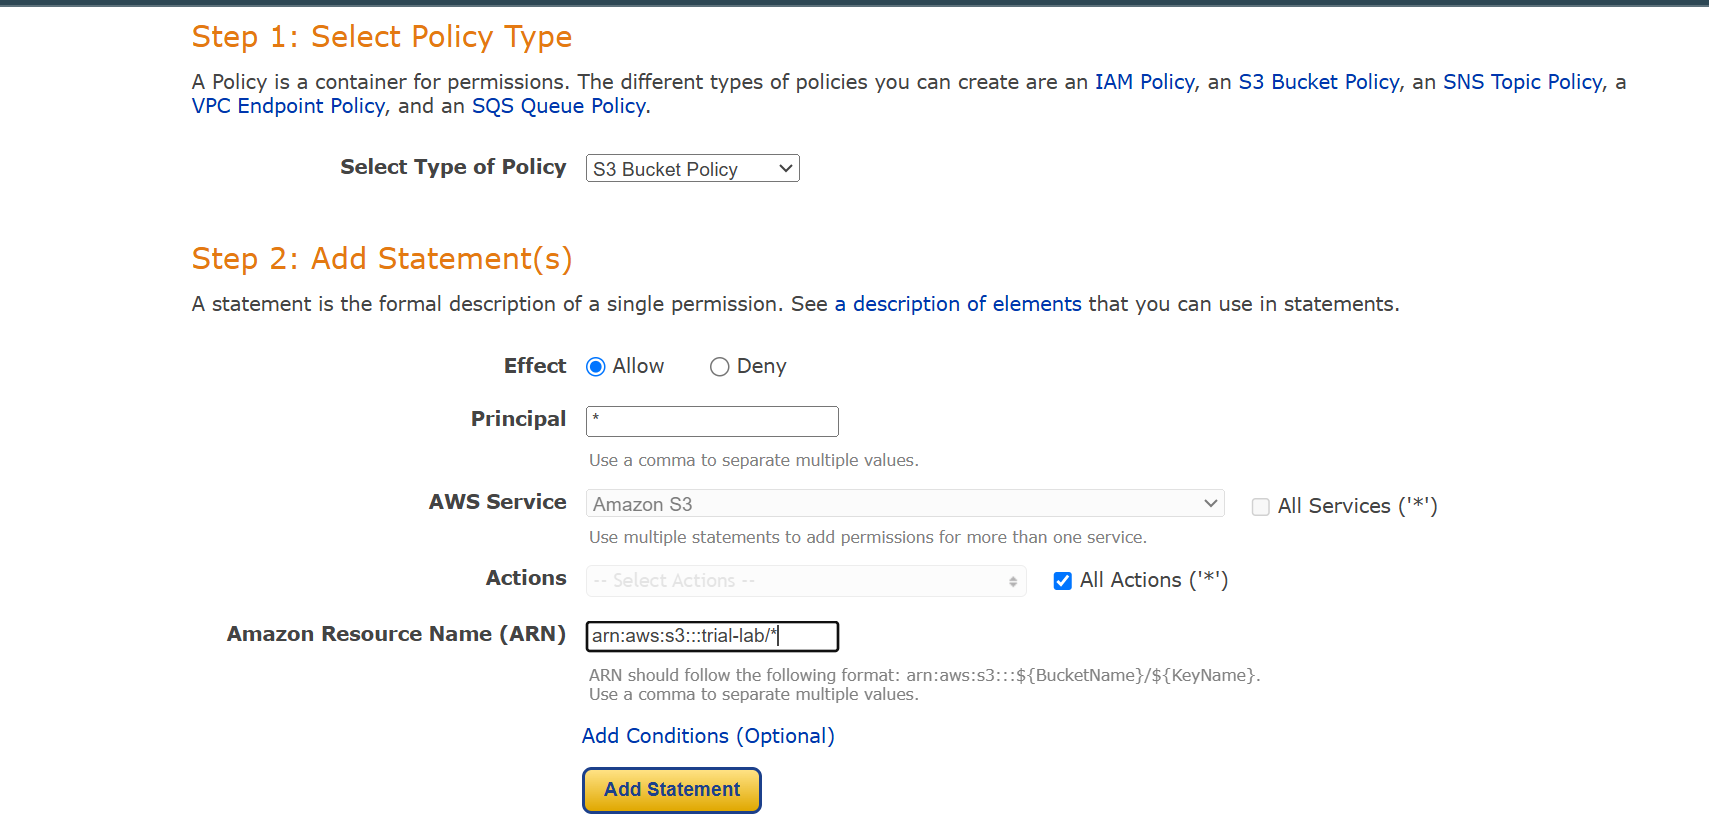 Step 1: Select Policy Type
A Policy is a container for permissions. The different types of policies you can create are an IAM Policy, an S3 Bucket Policy, an SNS Topic Policy, a
VPC Endpoint Policy, and an SQS Queue Policy.
Select Type of Policy S3 Bucket Policy
Step 2: Add Statement(s)
A statement is the formal description of a single permission. See a description of elements that you can use in statements.
Effect Allow Deny
Principal *
Use a comma to separate multiple values.
AWS Service Amazon S3 All Services ('*')
Use multiple statements to add permissions for more than one service.
Actions -- Select Actions -- All Actions ('*')
Amazon Resource Name (ARN) arn:aws:s3:::trial-lab/*
ARN should follow the following format: arn:aws:s3:::${BucketName}/${KeyName}.
Use a comma to separate multiple values.
Add Conditions (Optional)
Add Statement